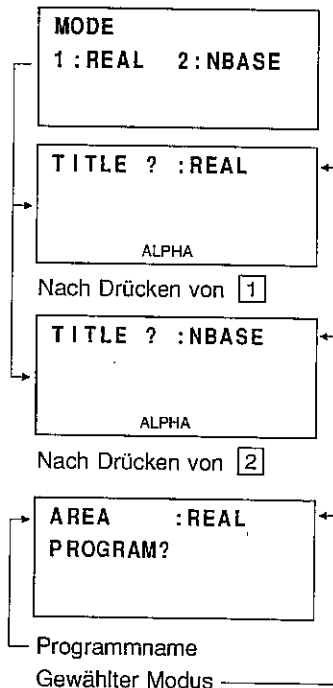 MODE
1 :REAL 2:NBASE
TITLE ? :REAL
ALPHA
Nach Drücken von 1
TITLE ? :NBASE
ALPHA
Nach Drücken von 2
AREA :REAL
PROGRAM?
Programmname
Gewählter Modus